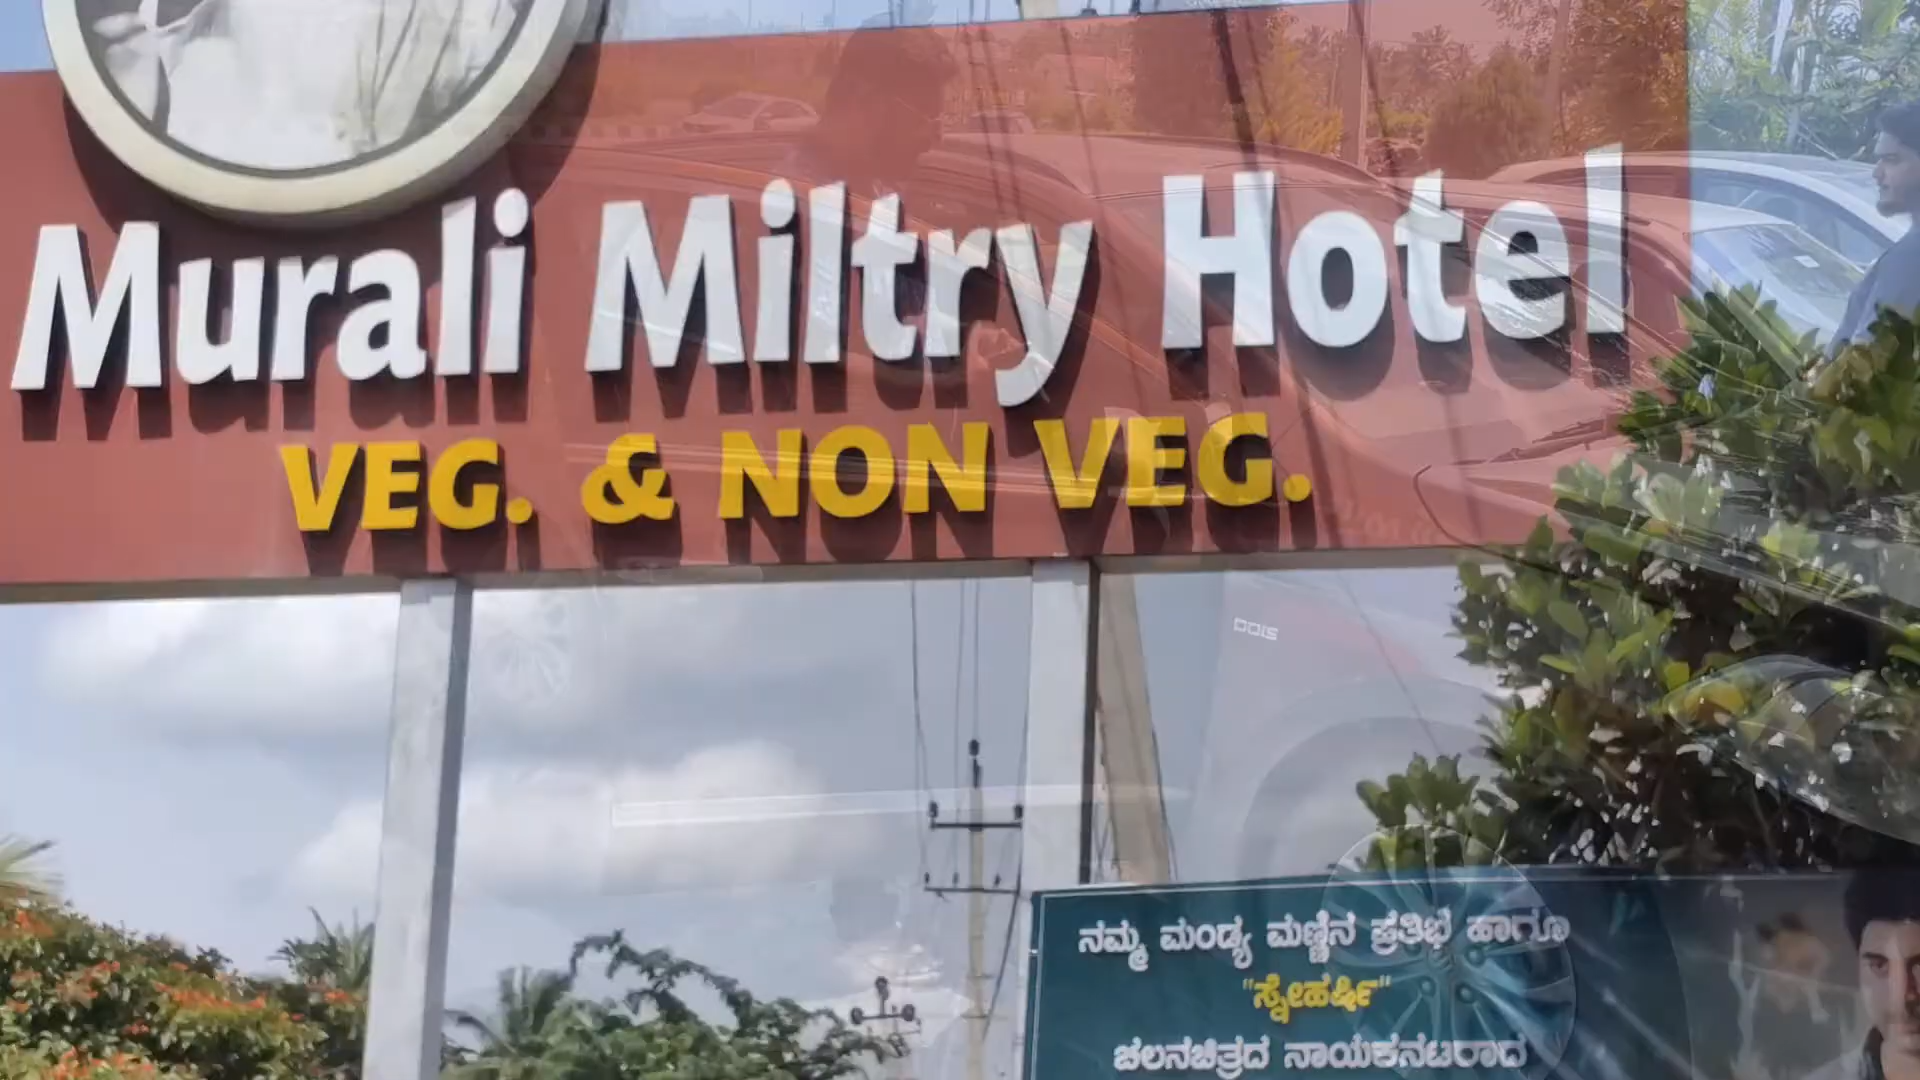 Murali Miltry Hotel
VEG. & NON VEG.
ನಮ್ಮ ಮಂಡ್ಯ ಮಣ್ಣಿನ ಪ್ರತಿಭೆ ಹಾಗೂ
"ಸ್ನೇಹರ್ಷಿ"
ಚಲನಚಿತ್ರದ ನಾಯಕನಟರಾದ